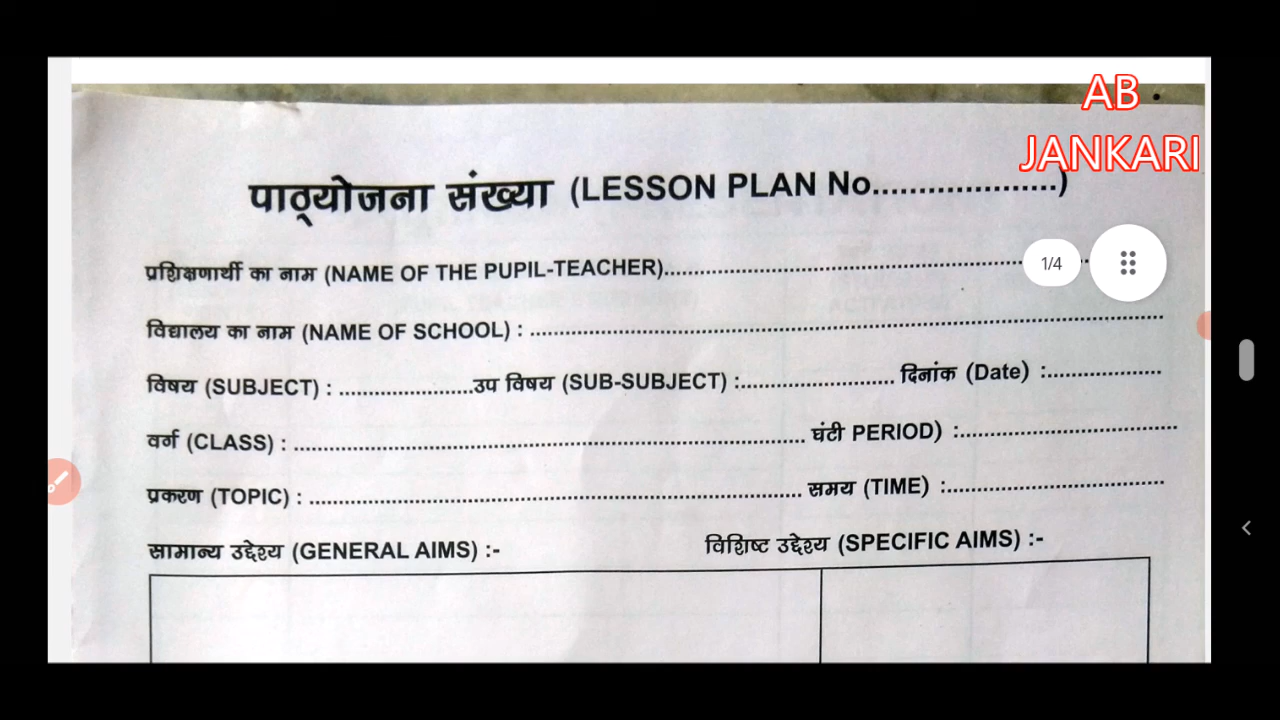 AB
JANKARI
पाठ्योजना संख्या (LESSON PLAN No.....................)
प्रशिक्षणार्थी का नाम (NAME OF THE PUPIL-TEACHER)..............................................................
1/4
विद्यालय का नाम (NAME OF SCHOOL) : ..........................................................................................
विषय (SUBJECT) : ......................उप विषय (SUB-SUBJECT) :......................... दिनांक (Date) :...................
वर्ग (CLASS) : .................................................................................... घंटी PERIOD) :....................................
प्रकरण (TOPIC) : .................................................................................. समय (TIME) :....................................
सामान्य उद्देश्य (GENERAL AIMS) :- विशिष्ट उद्देश्य (SPECIFIC AIMS) :-